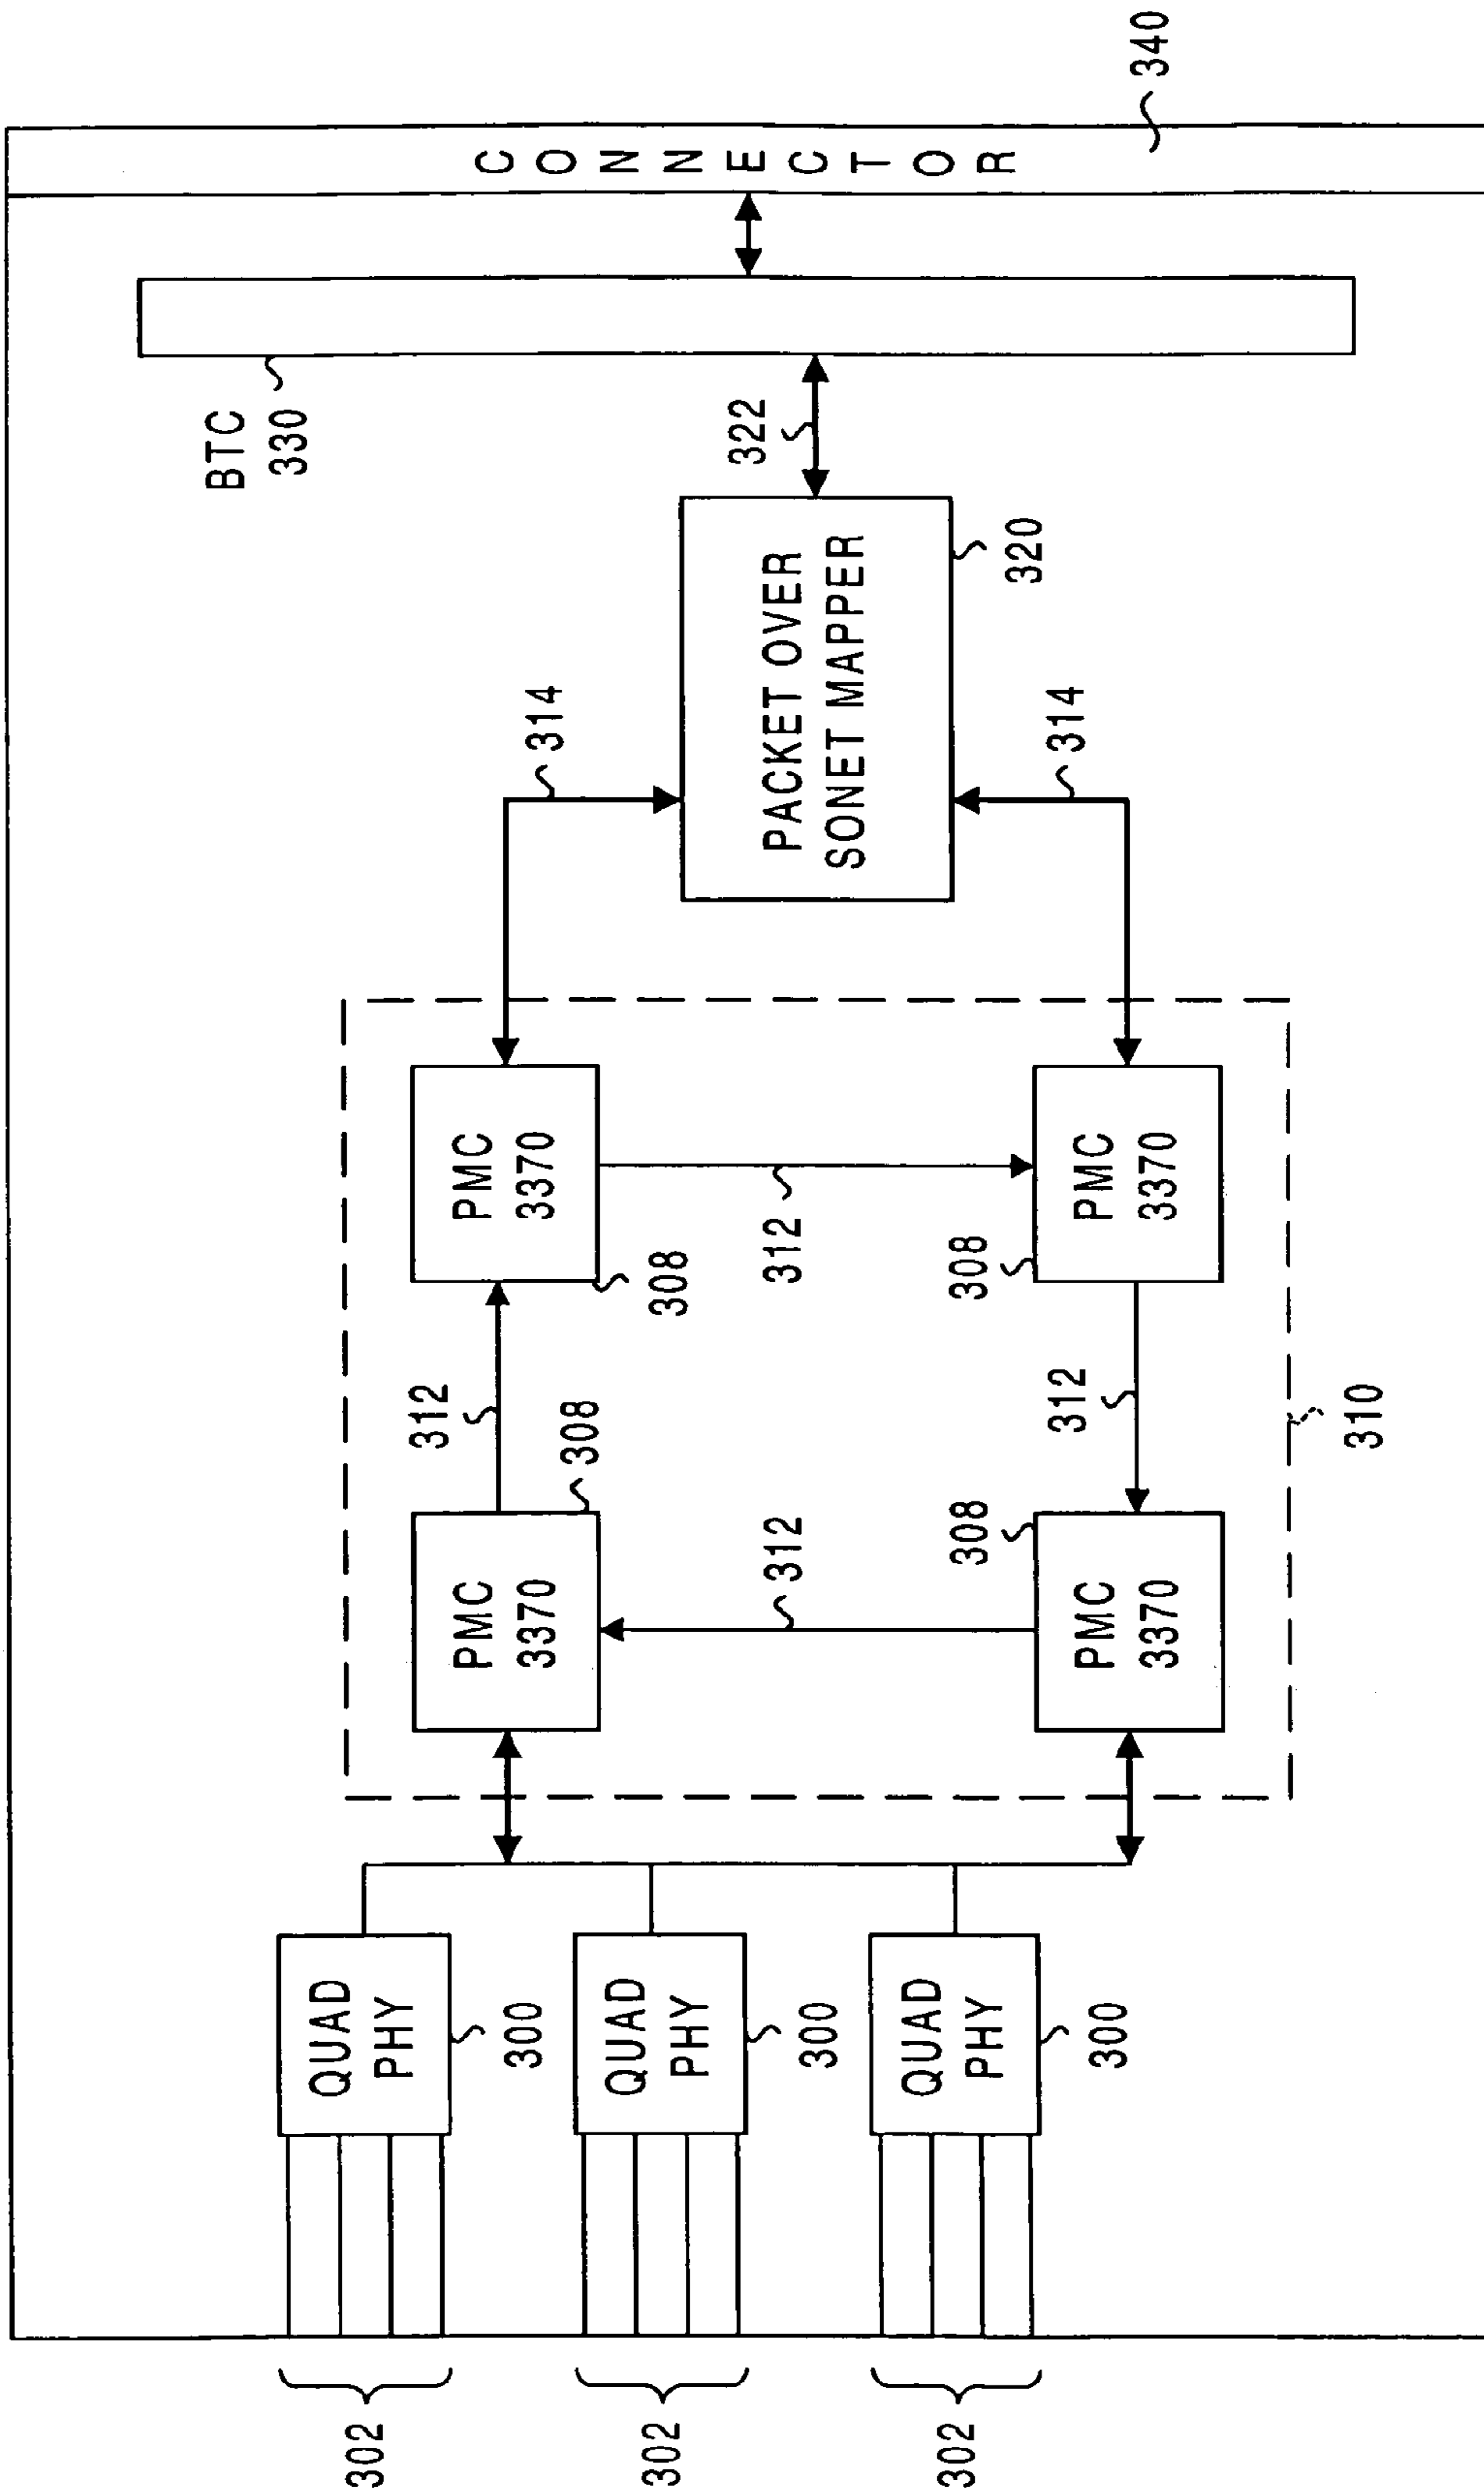 302
302
302
QUAD
PHY
300
QUAD
PHY
300
QUAD
PHY
300
PMC
3370
308
312
PMC
3370
308
312
312
PMC
3370
308
312
PMC
3370
308
310
314
314
PACKET OVER
SONET MAPPER
320
322
BTC
330
CONNECTOR
340